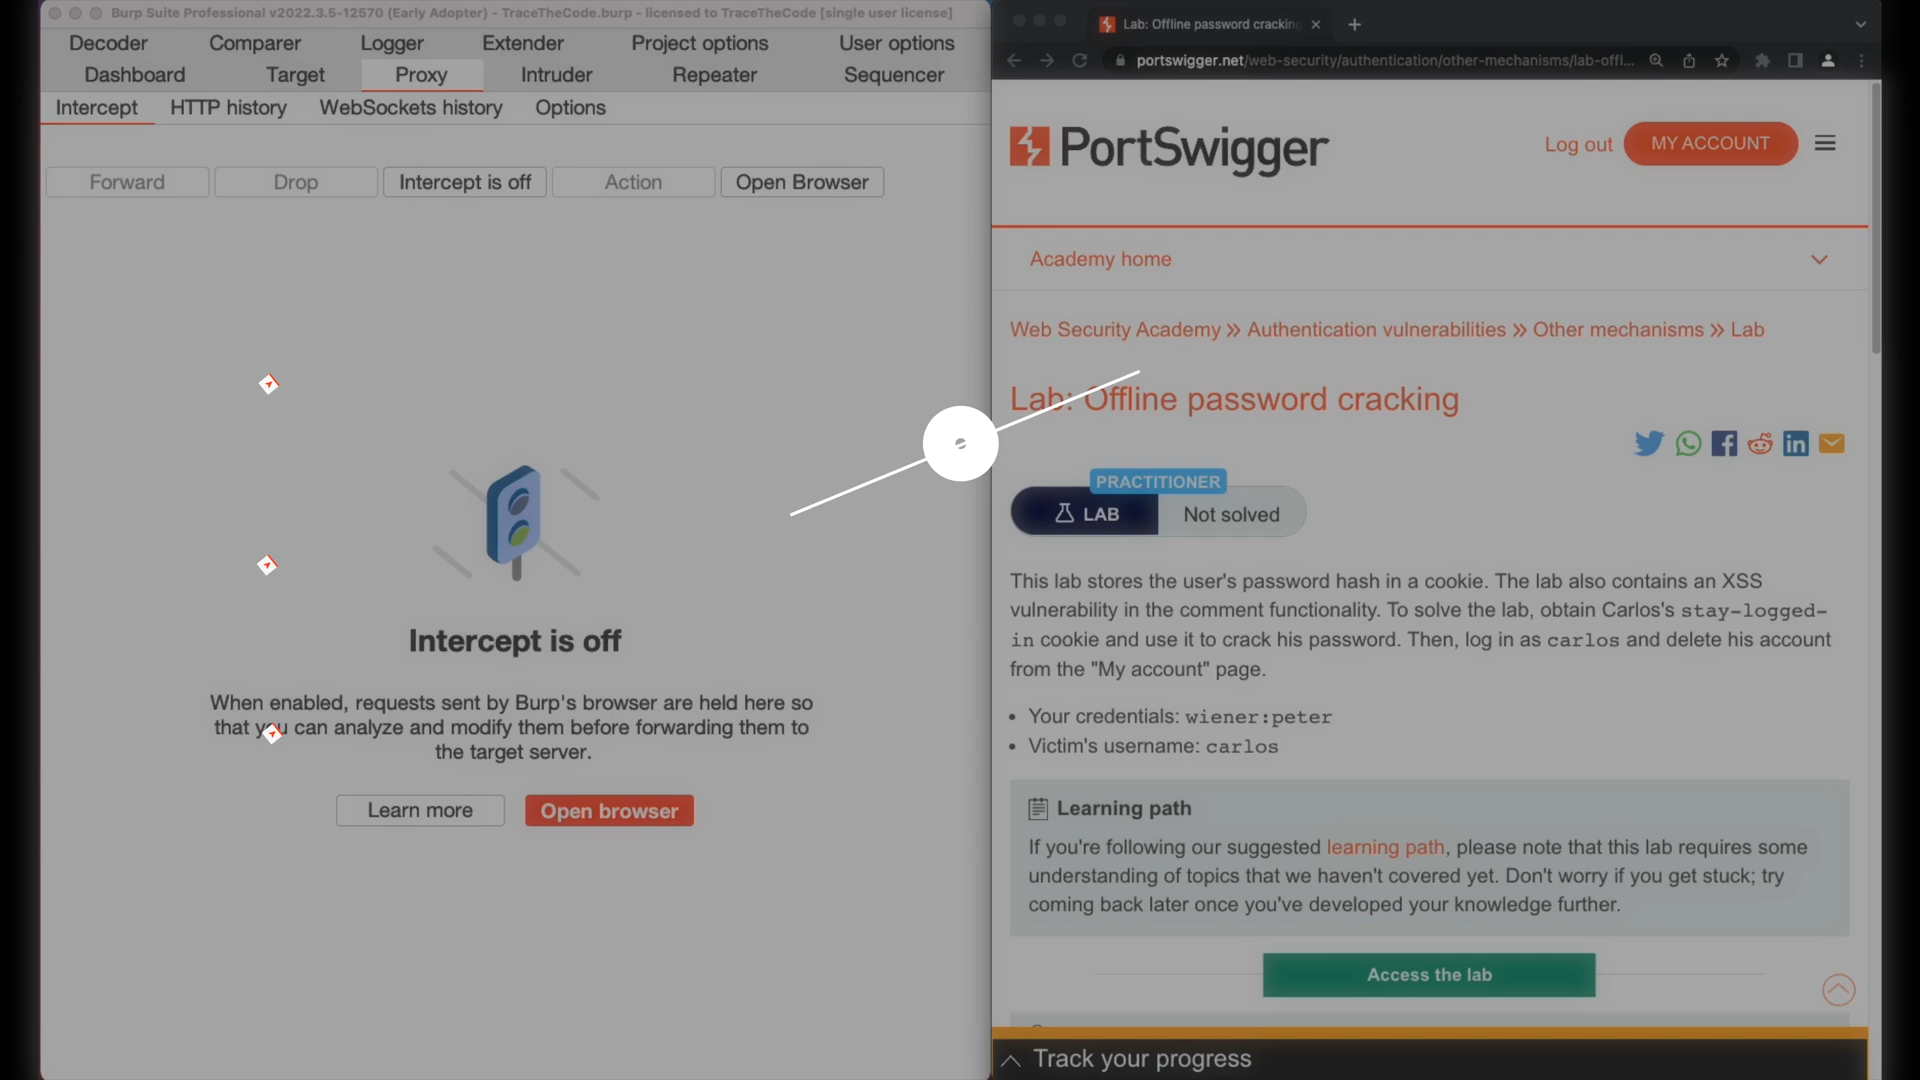 Burp Suite Professional v2022.3.5-12570 (Early Adopter) - TraceTheCode.burp - licensed to TraceTheCode [single user license]
Decoder Comparer Logger Extender Project options User options
Dashboard Target Proxy Intruder Repeater Sequencer
Intercept HTTP history WebSockets history Options
Forward Drop Intercept is off Action Open Browser
Intercept is off
When enabled, requests sent by Burp's browser are held here so
that you can analyze and modify them before forwarding them to
the target server.
Learn more Open browser
Lab: Offline password cracking
portswigger.net/web-security/authentication/other-mechanisms/lab-offl...
PortSwigger
Log out MY ACCOUNT
Academy home
Web Security Academy >> Authentication vulnerabilities >> Other mechanisms >> Lab
Lab: Offline password cracking
PRACTITIONER
LAB Not solved
This lab stores the user's password hash in a cookie. The lab also contains an XSS
vulnerability in the comment functionality. To solve the lab, obtain Carlos's stay-logged-
in cookie and use it to crack his password. Then, log in as carlos and delete his account
from the "My account" page.
• Your credentials: wiener:peter
• Victim's username: carlos
Learning path
If you're following our suggested learning path, please note that this lab requires some
understanding of topics that we haven't covered yet. Don't worry if you get stuck; try
coming back later once you've developed your knowledge further.
Access the lab
Track your progress